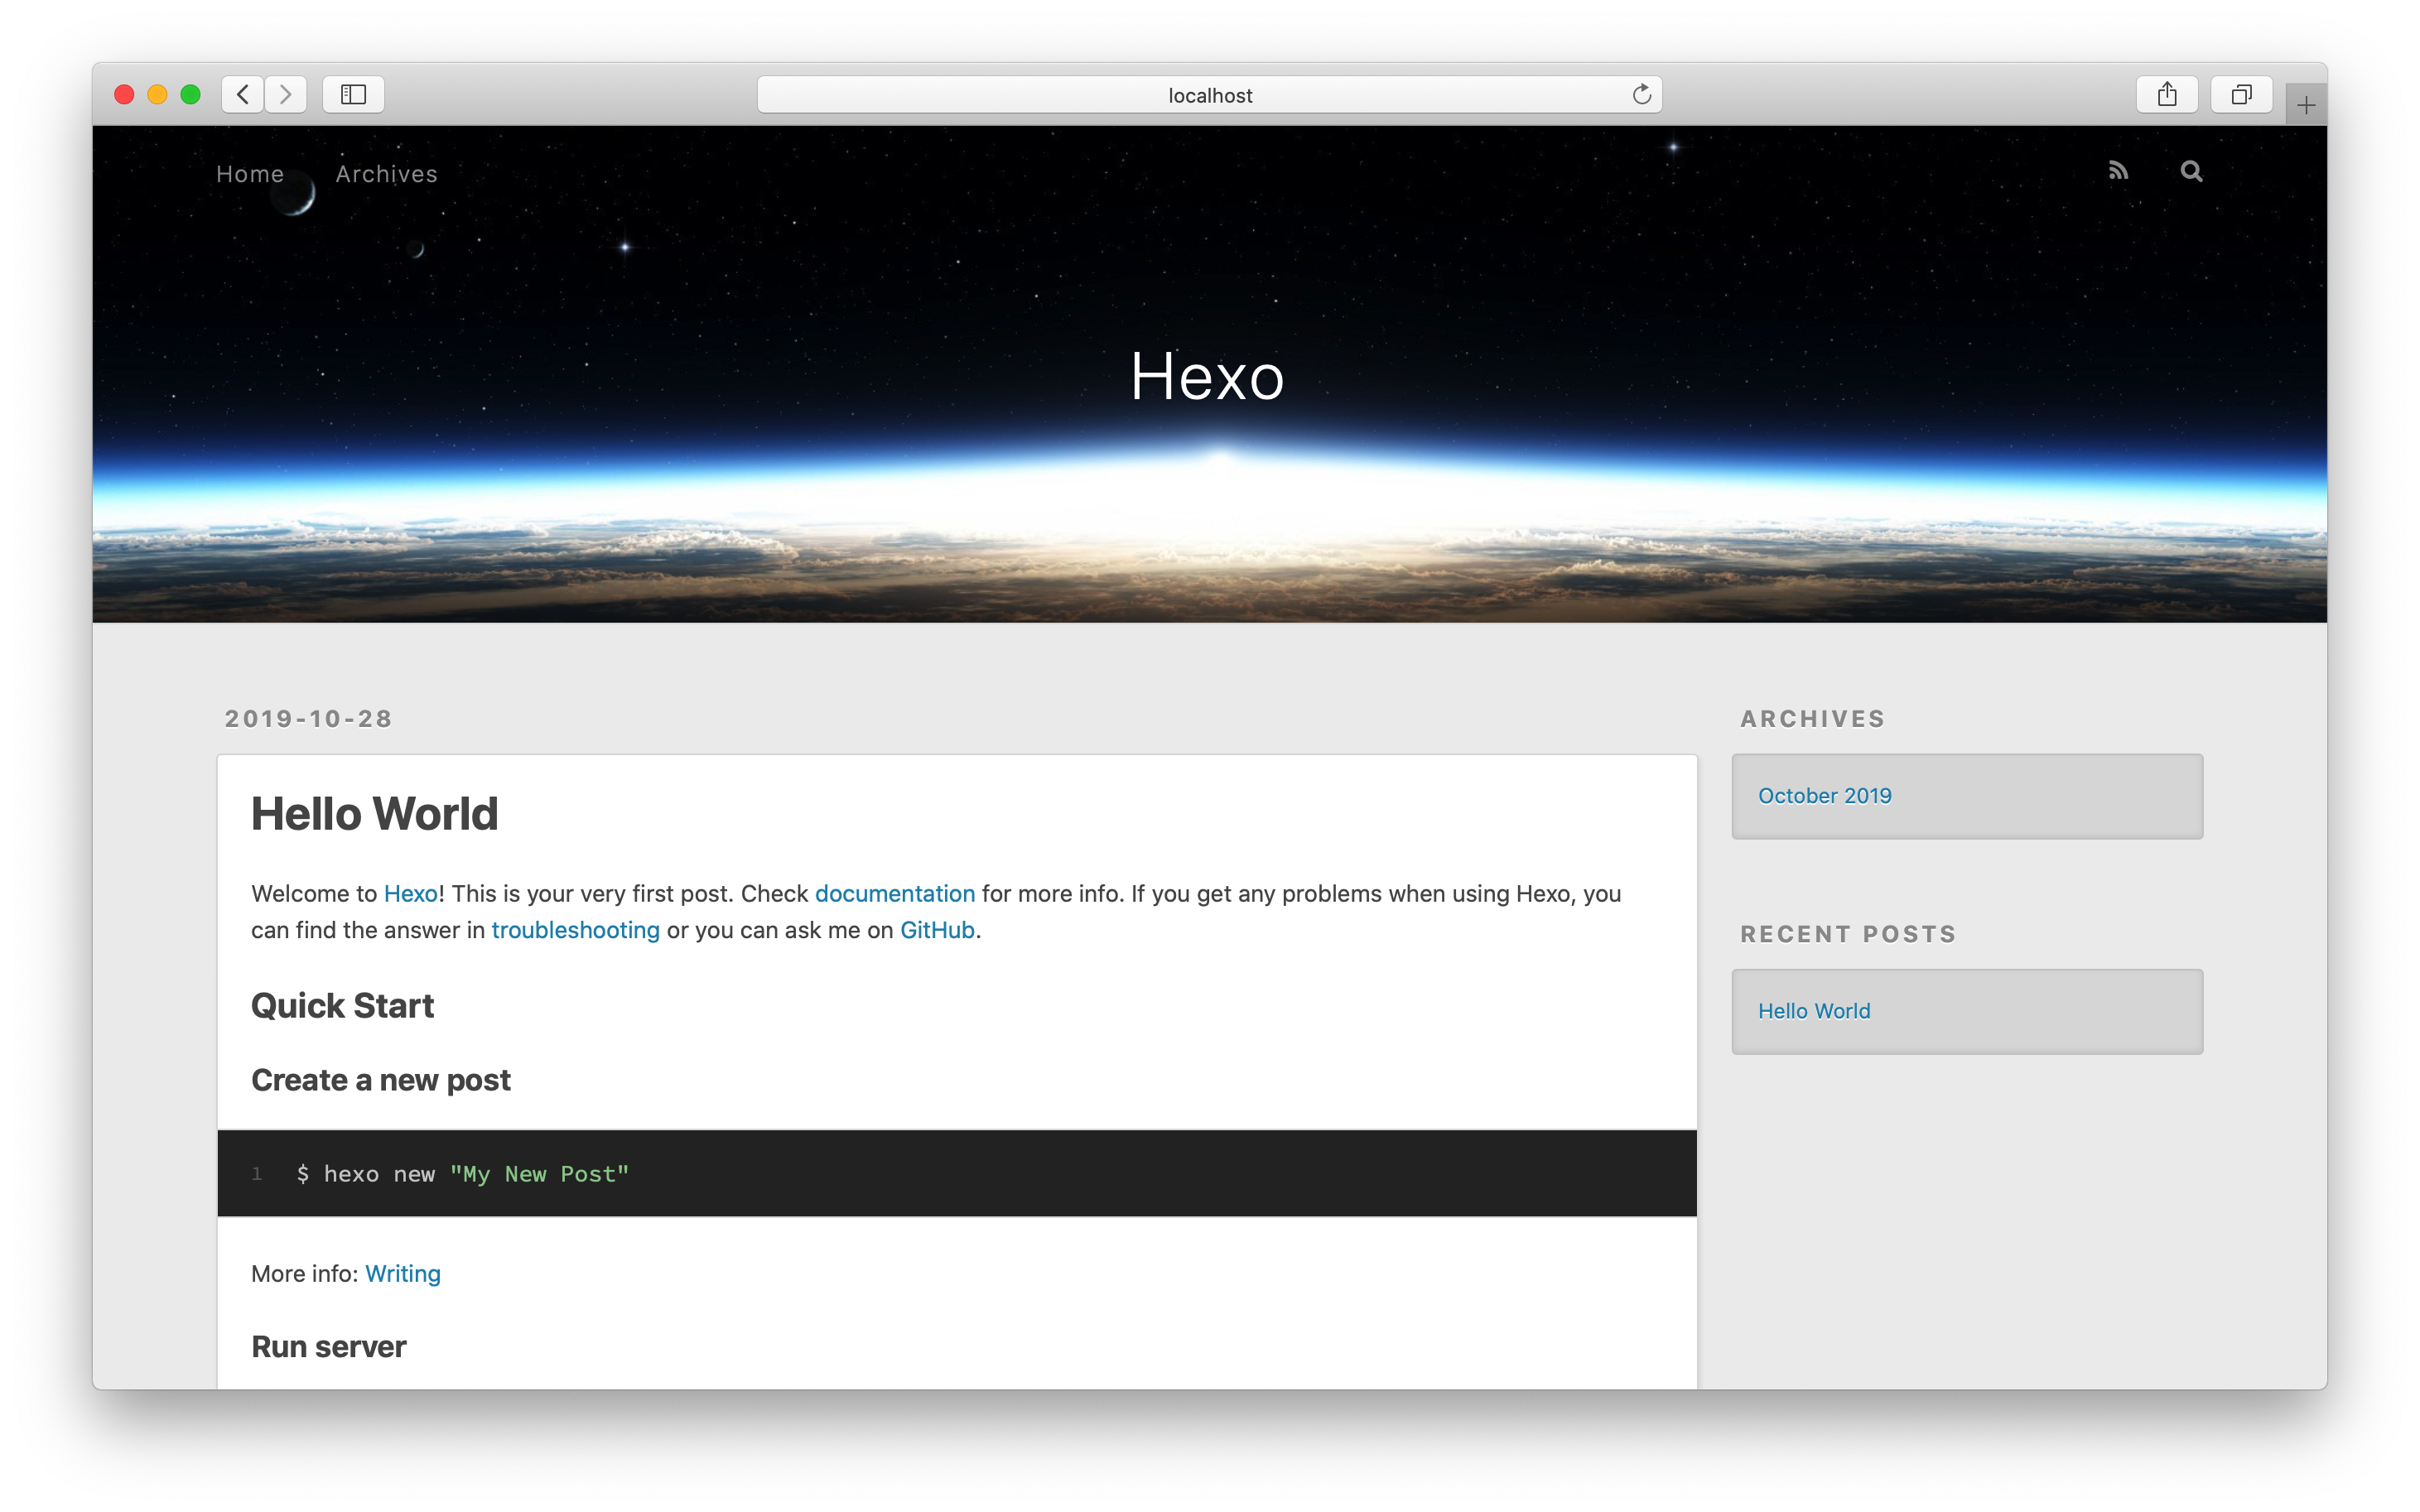 localhost
Home Archives
Hexo
2019-10-28
Hello World
Welcome to Hexo! This is your very first post. Check documentation for more info. If you get any problems when using Hexo, you
can find the answer in troubleshooting or you can ask me on GitHub.
Quick Start
Create a new post
1 $ hexo new "My New Post"
More info: Writing
Run server
ARCHIVES
October 2019
RECENT POSTS
Hello World